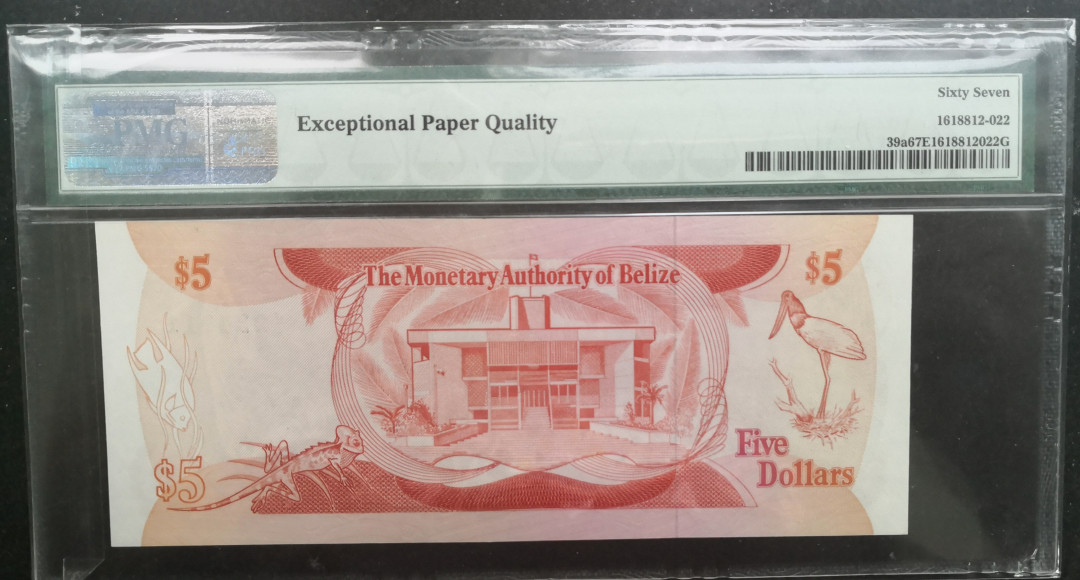 Sixty Seven
PMG
Exceptional Paper Quality
1618812-022
39a67E1618812022G
$5
The Monetary Authority of Belize
$5
$5
Five
Dollars